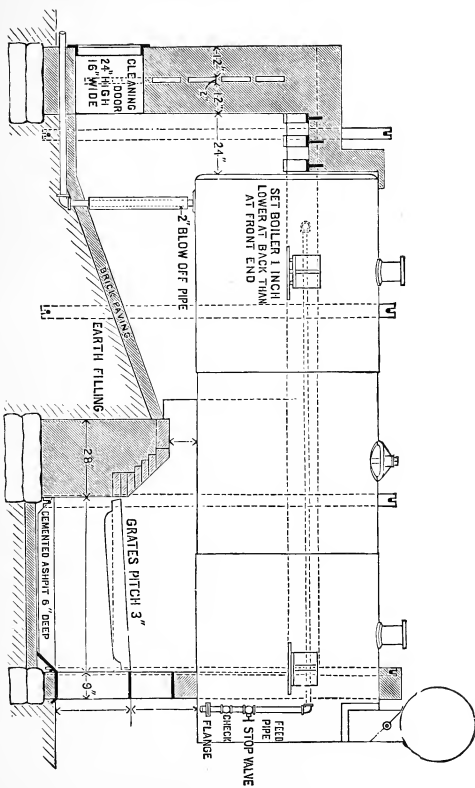 12"
12"
2"
24"
CLEANING
DOOR
24" HIGH
16" WIDE
SET BOILER 1 INCH
LOWER AT BACK THAN
AT FRONT END
2" BLOW OFF PIPE
BRICK PAVING
EARTH FILLING
28"
GRATES PITCH 3"
CEMENTED ASHPIT 6" DEEP
9"
FEED
PIPE
STOP VALVE
CHECK
FLANGE